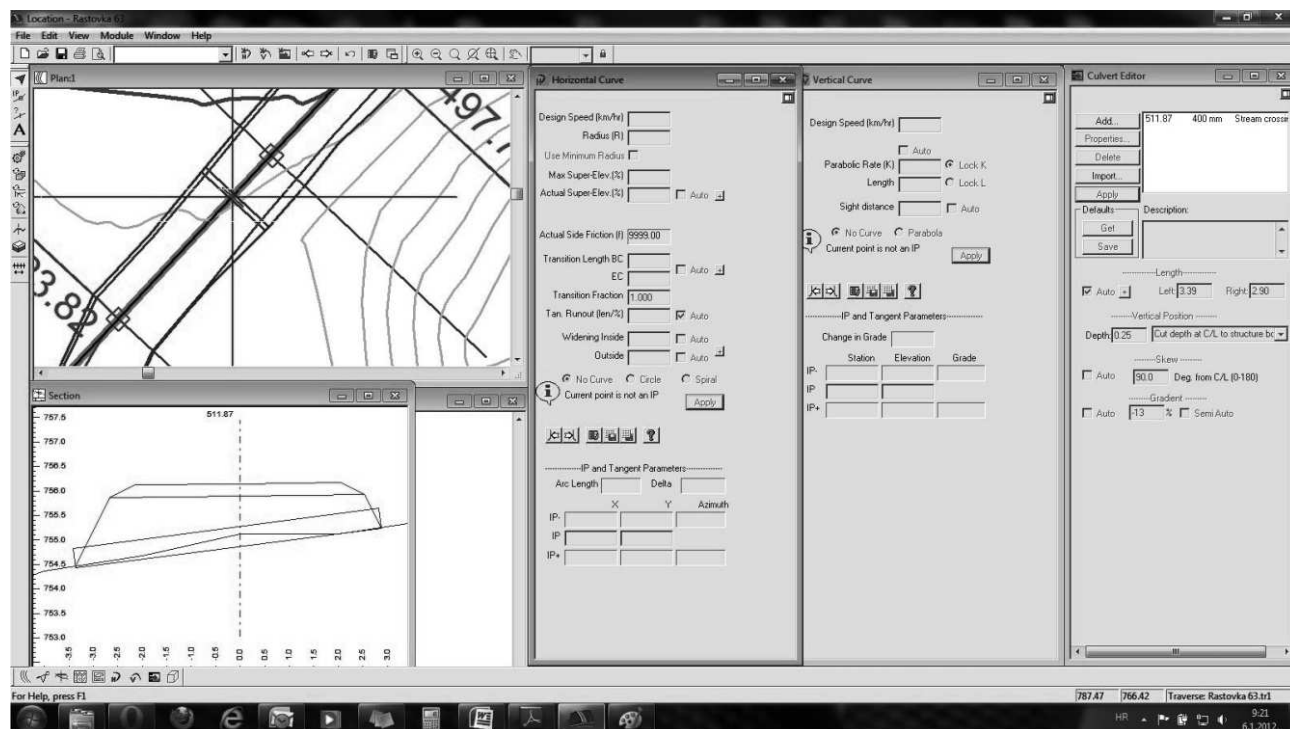 Location - Rastovka 63
File Edit View Module Window Help
Plan:1
497.7
23.82
Section
511.87
757.5
757.0
756.5
756.0
755.5
755.0
754.5
754.0
753.5
753.0
-3.5 -3.0 -2.5 -2.0 -1.5 -1.0 -0.5 0.0 0.5 1.0 1.5 2.0 2.5 3.0
Horizontal Curve
Design Speed (km/hr)
Radius (R)
Use Minimum Radius
Max Super-Elev.(%)
Actual Super-Elev.(%) Auto
Actual Side Friction (f) 9999.00
Transition Length BC
EC Auto
Transition Fraction 1.000
Tan. Runout (len/%) Auto
Widening Inside Auto
Outside Auto
No Curve Circle Spiral
Current point is not an IP
Apply
IP and Tangent Parameters
Arc Length Delta
X Y Azimuth
IP-
IP
IP+
Vertical Curve
Design Speed (km/hr)
Auto
Parabolic Rate (K) Lock K
Length Lock L
Sight distance Auto
No Curve Parabola
Current point is not an IP
Apply
IP and Tangent Parameters
Change in Grade
Station Elevation Grade
IP-
IP
IP+
Culvert Editor
Add...
511.87 400 mm Stream crossin
Properties...
Delete
Import...
Apply
Defaults Description:
Get
Save
Length
Auto Left: 3.39 Right: 2.90
Vertical Position
Depth: 0.25 Cut depth at C/L to structure bo
Skew
Auto 90.0 Deg. from C/L (0-180)
Gradient
Auto -13 % Semi Auto
For Help, press F1
787.47 766.42 Traverse: Rastovka 63.tr1
HR
9:21
6.1.2012